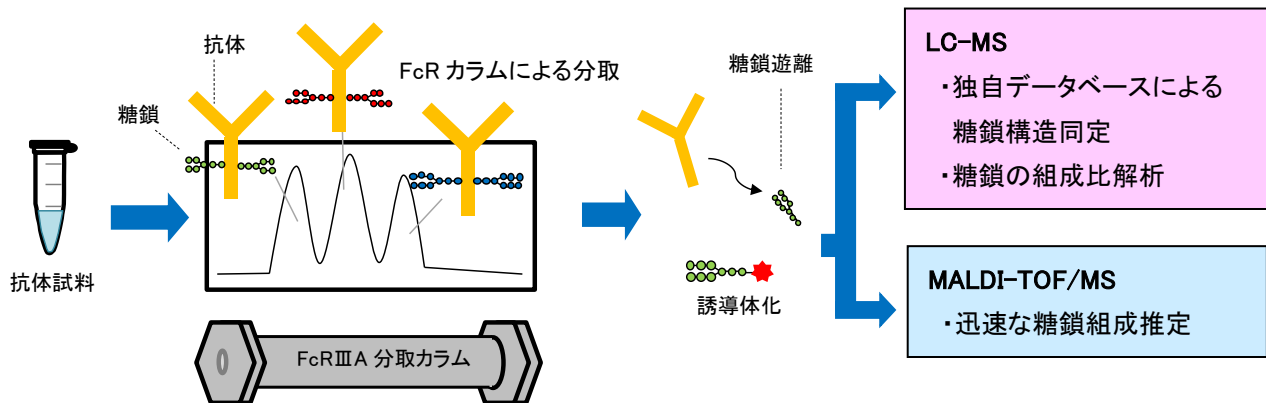 抗体
糖鎖
抗体試料
FcR カラムによる分取
FcRⅢA 分取カラム
糖鎖遊離
誘導体化
LC-MS
・独自データベースによる
糖鎖構造同定
・糖鎖の組成比解析
MALDI-TOF/MS
・迅速な糖鎖組成推定